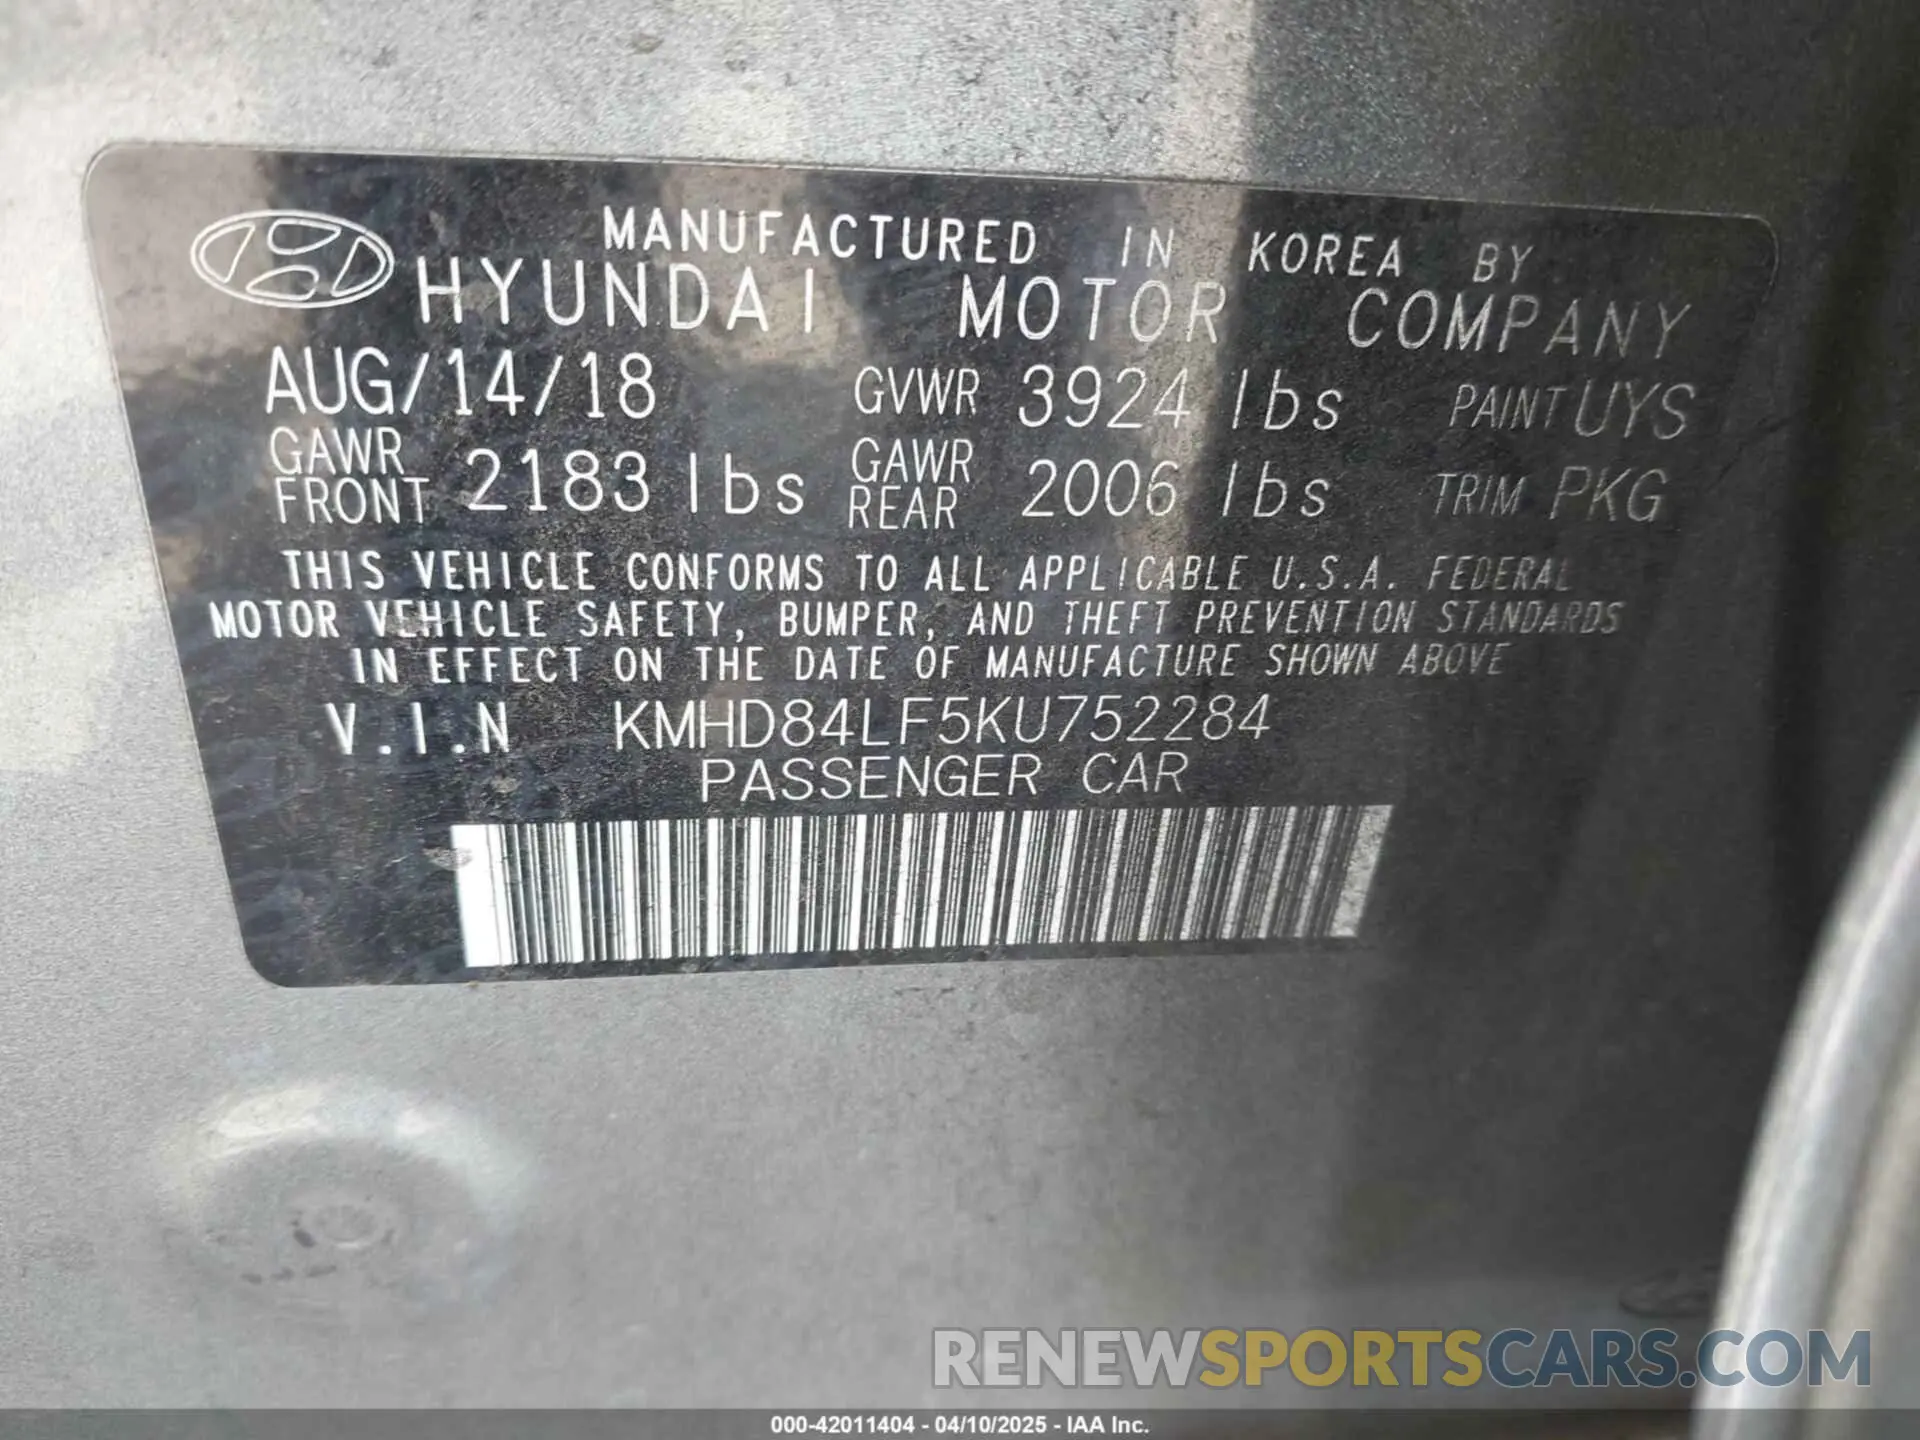 MANUFACTURED IN KOREA BY
HYUNDAI MOTOR COMPANY
AUG/14/18 GVWR 3924 lbs PAINT UYS
GAWR FRONT 2183 lbs GAWR REAR 2006 lbs TRIM PKG
THIS VEHICLE CONFORMS TO ALL APPLICABLE U.S.A. FEDERAL
MOTOR VEHICLE SAFETY, BUMPER, AND THEFT PREVENTION STANDARDS
IN EFFECT ON THE DATE OF MANUFACTURE SHOWN ABOVE
V.I.N KMHD84LF5KU752284
PASSENGER CAR
RENEWSPORTSCARS.COM
000-42011404 - 04/10/2025 - IAA Inc.